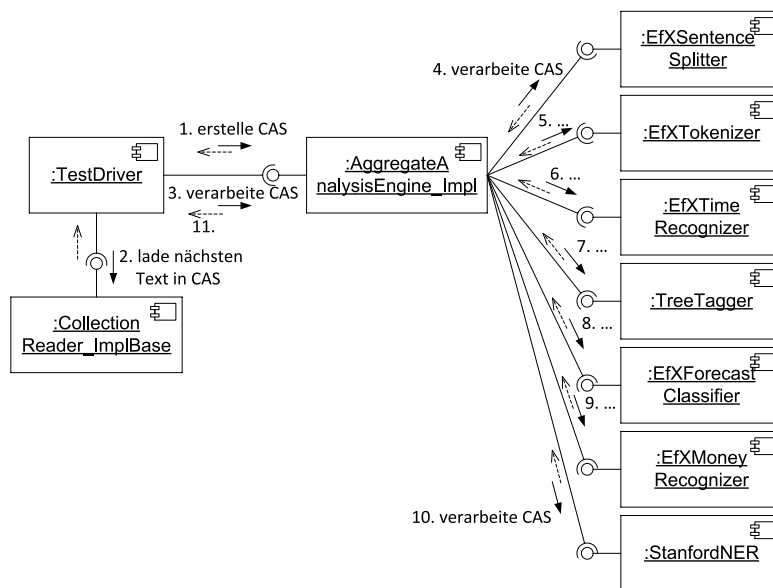 :EfXSentence
Splitter
4. verarbeite CAS
5. ...
:EfXTokenizer
1. erstelle CAS
:TestDriver
:AggregateA
nalysisEngine_Impl
3. verarbeite CAS
11.
6. ...
:EfXTime
Recognizer
7. ...
2. lade nächsten
Text in CAS
:TreeTagger
:Collection
Reader_ImplBase
8. ...
:EfXForecast
Classifier
9. ...
:EfXMoney
Recognizer
10. verarbeite CAS
:StanfordNER